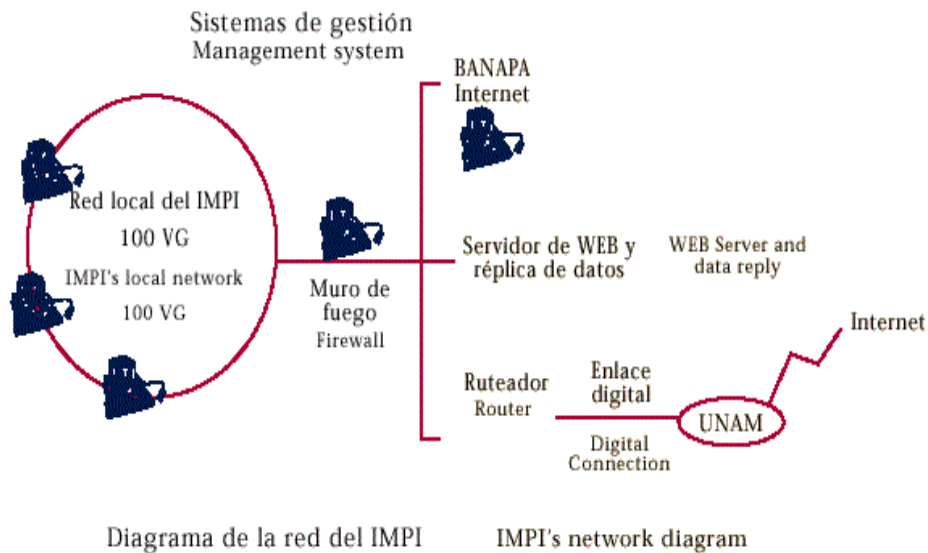 Sistemas de gestión
Management system
BANAPA
Internet
Red local del IMPI
100 VG
IMPI's local network
100 VG
Muro de
fuego
Firewall
Servidor de WEB y
réplica de datos
WEB Server and
data reply
Internet
Ruteador
Router
Enlace
digital
Digital
Connection
UNAM
Diagrama de la red del IMPI
IMPI's network diagram